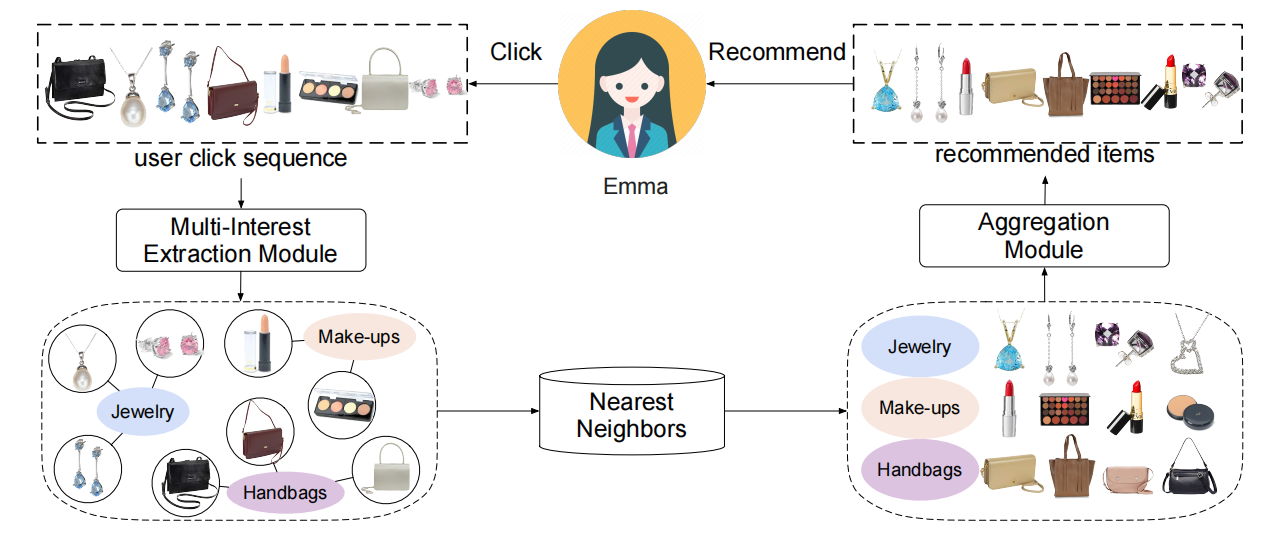 Click
Recommend
user click sequence
Emma
recommended items
Multi-Interest
Extraction Module
Aggregation
Module
Make-ups
Jewelry
Handbags
Nearest
Neighbors
Jewelry
Make-ups
Handbags